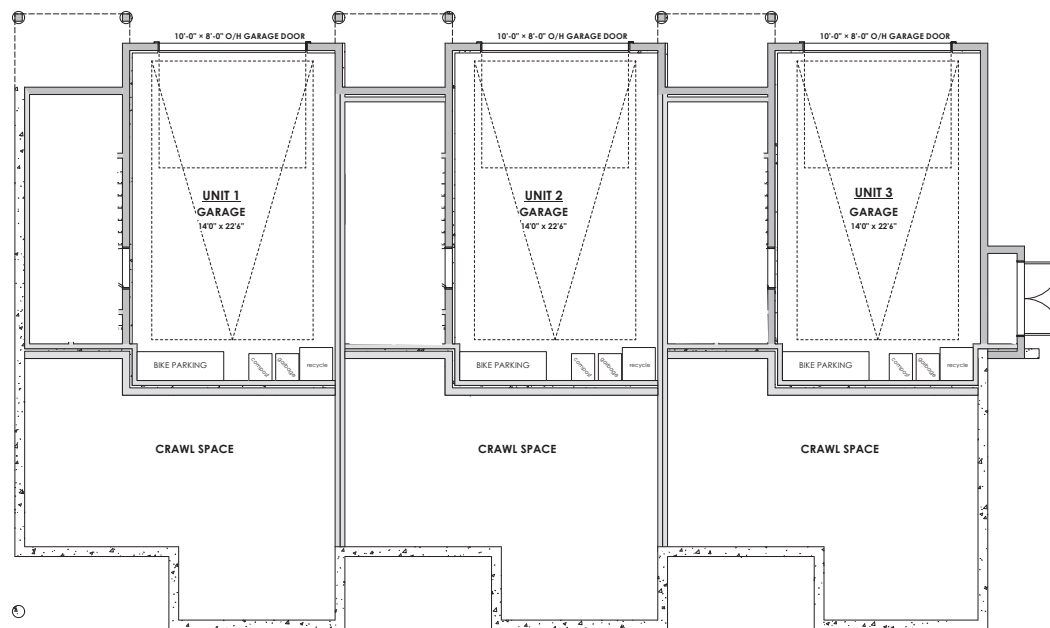 10'-0" × 8'-0" O/H GARAGE DOOR
10'-0" × 8'-0" O/H GARAGE DOOR
10'-0" × 8'-0" O/H GARAGE DOOR
UNIT 1
GARAGE
14'0" x 22'6"
UNIT 2
GARAGE
14'0" x 22'6"
UNIT 3
GARAGE
14'0" x 22'6"
BIKE PARKING
compost
garbage
recycle
BIKE PARKING
compost
garbage
recycle
BIKE PARKING
compost
garbage
recycle
CRAWL SPACE
CRAWL SPACE
CRAWL SPACE